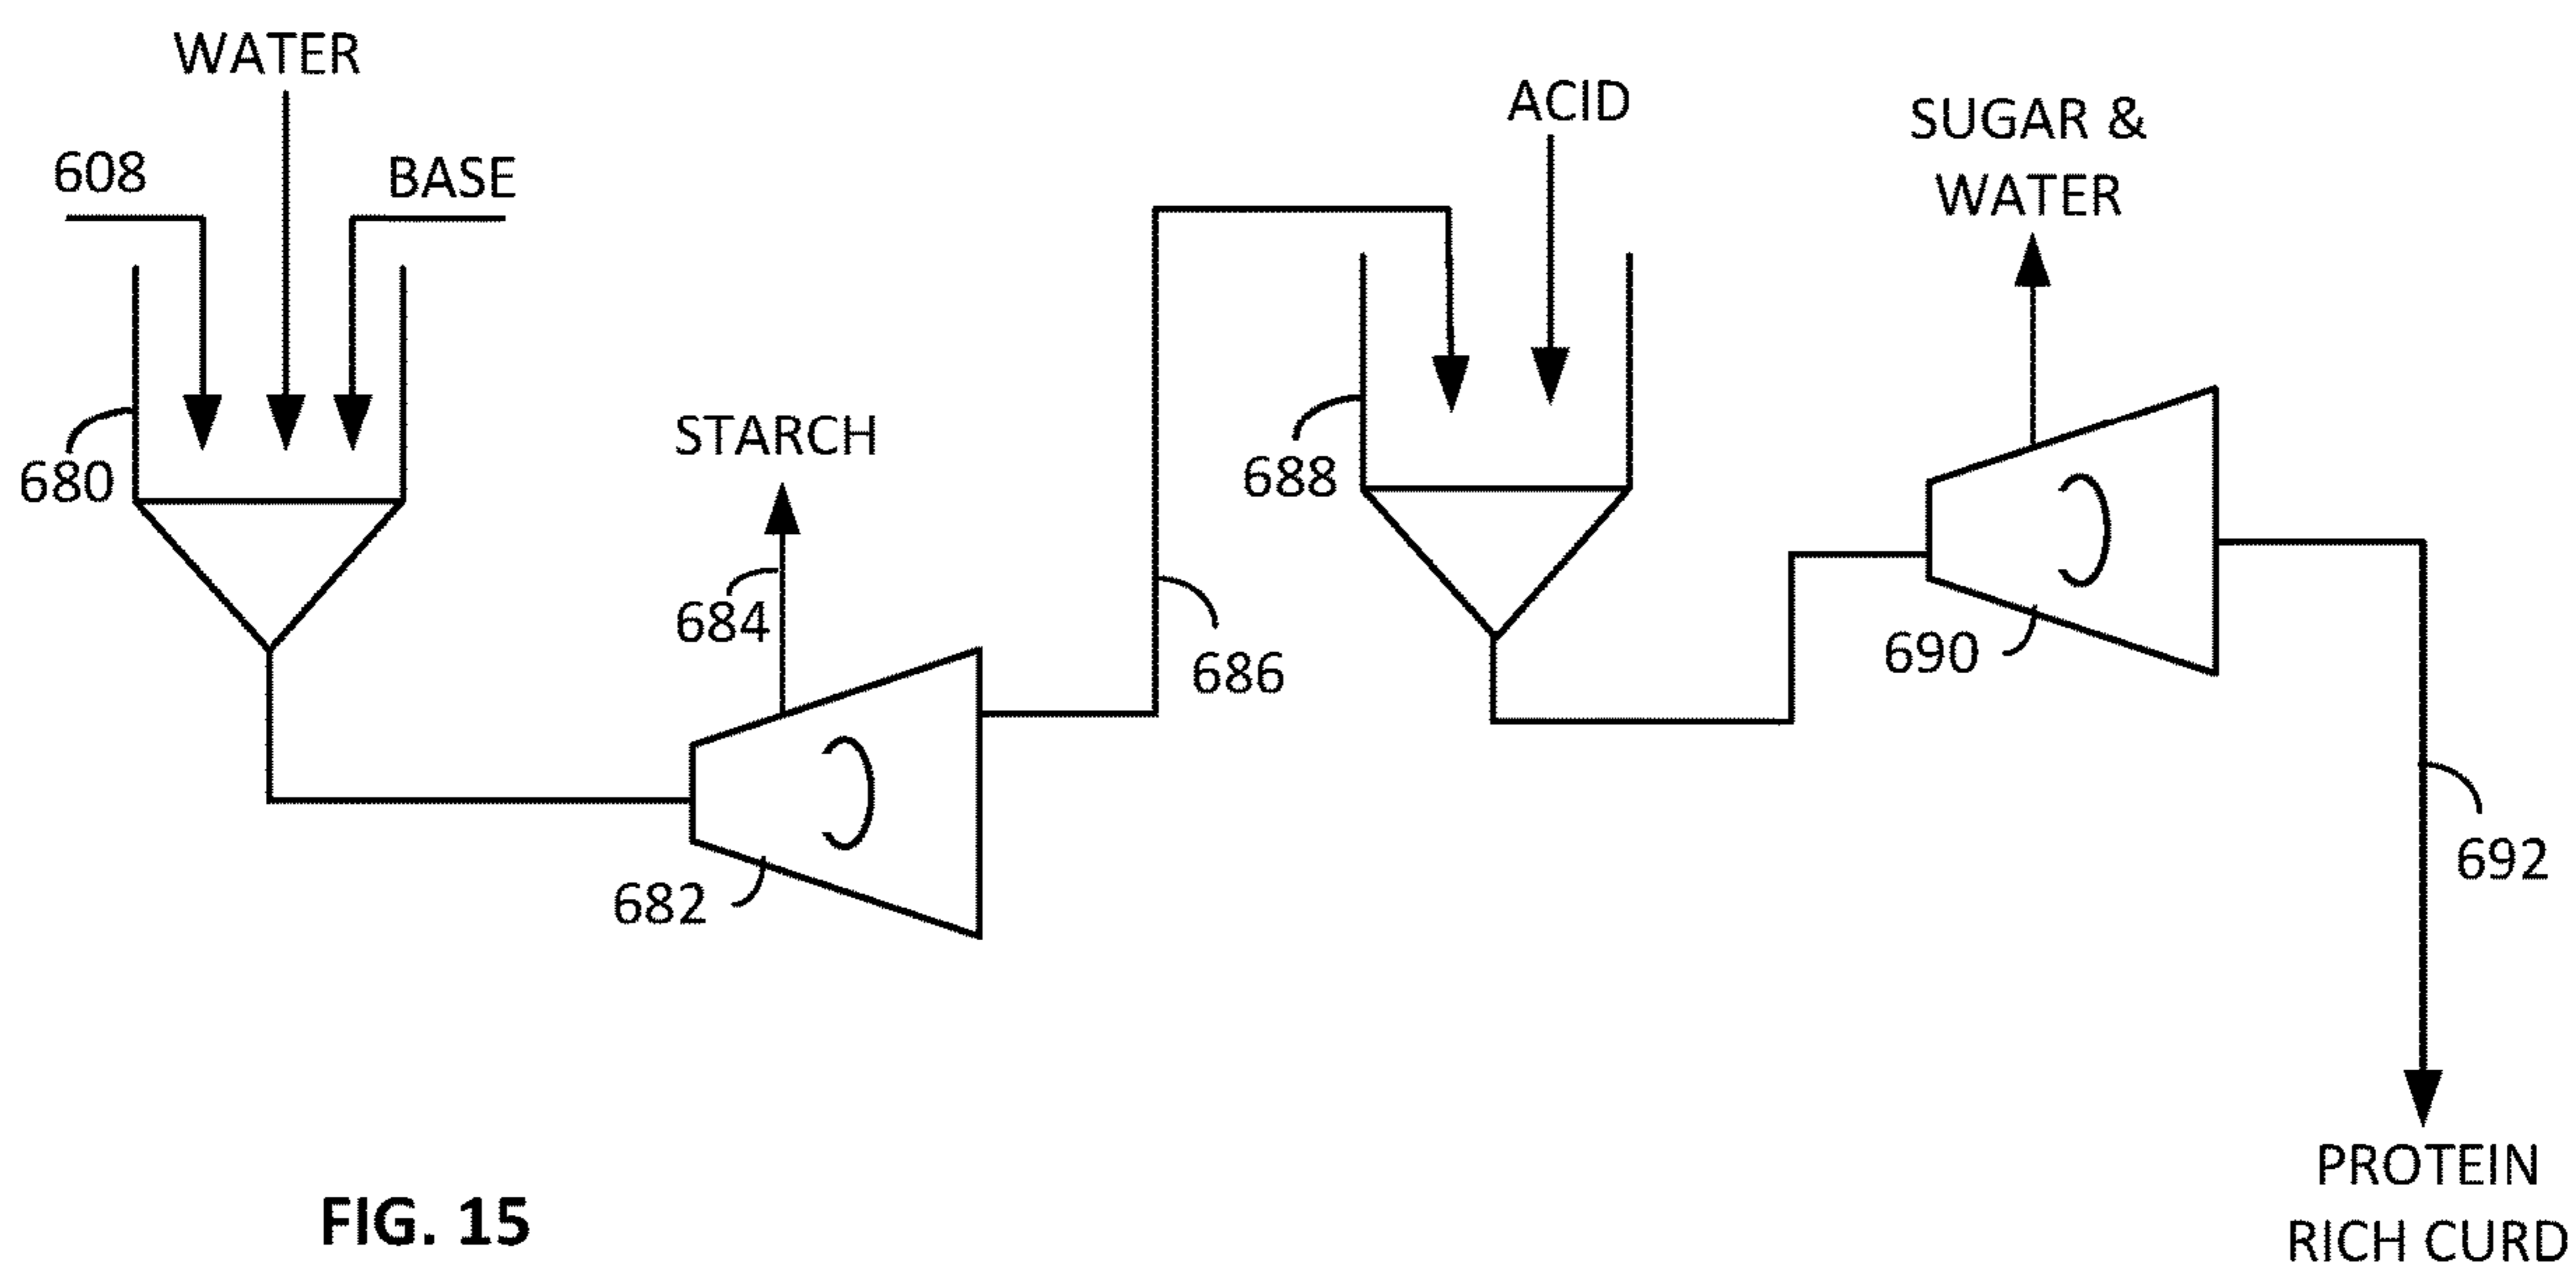 WATER
608
BASE
680
STARCH
684
682
686
ACID
688
SUGAR &
WATER
690
692
PROTEIN
RICH CURD
FIG. 15